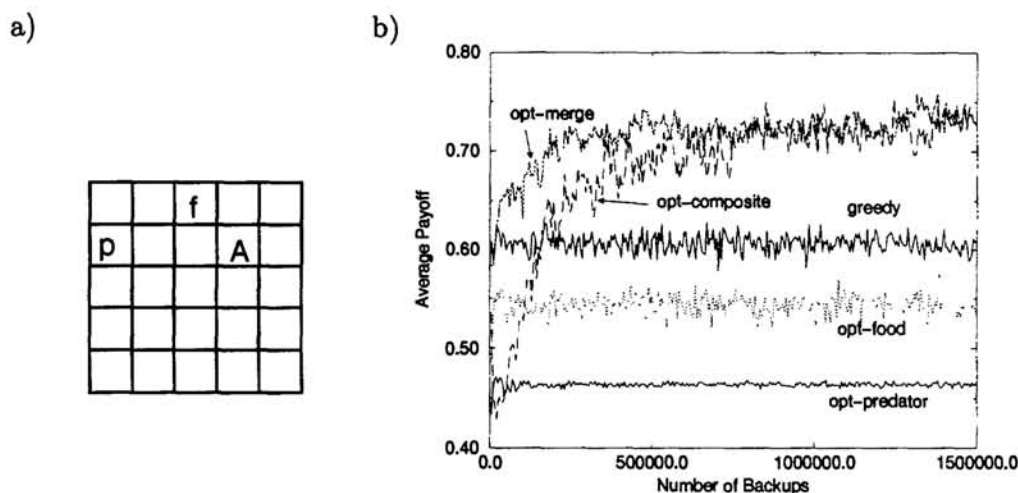 a)
f
p
A
b)
0.80
0.70
0.60
0.50
0.40
Average Payoff
opt-merge
opt-composite
greedy
opt-food
opt-predator
0.0
500000.0
1000000.0
1500000.0
Number of Backups